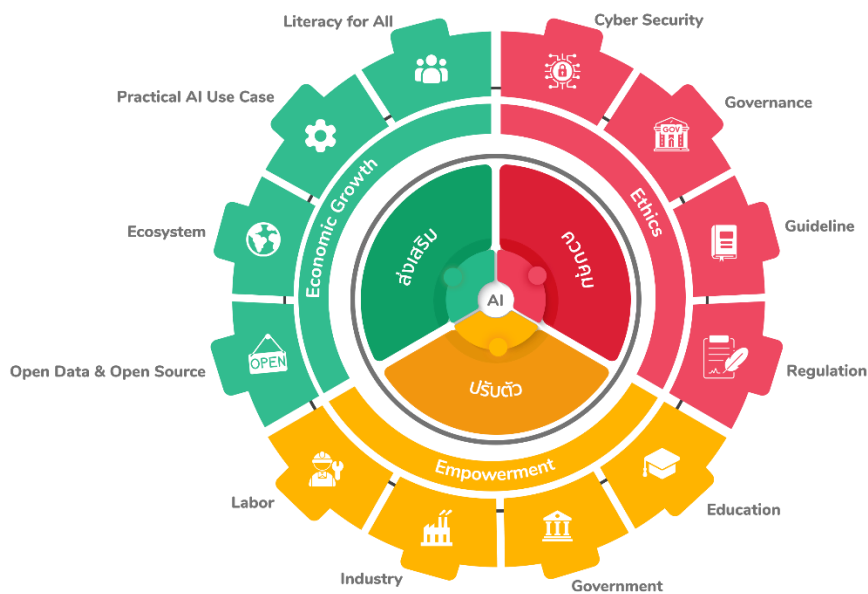 Literacy for All
Cyber Security
Practical AI Use Case
Governance
GOV
Ecosystem
Guideline
Open Data & Open Source
OPEN
Regulation
Labor
Education
Industry
Government
Economic Growth
Ethics
Empowerment
ส่งเสริม
ควบคุม
AI
ปรับตัว